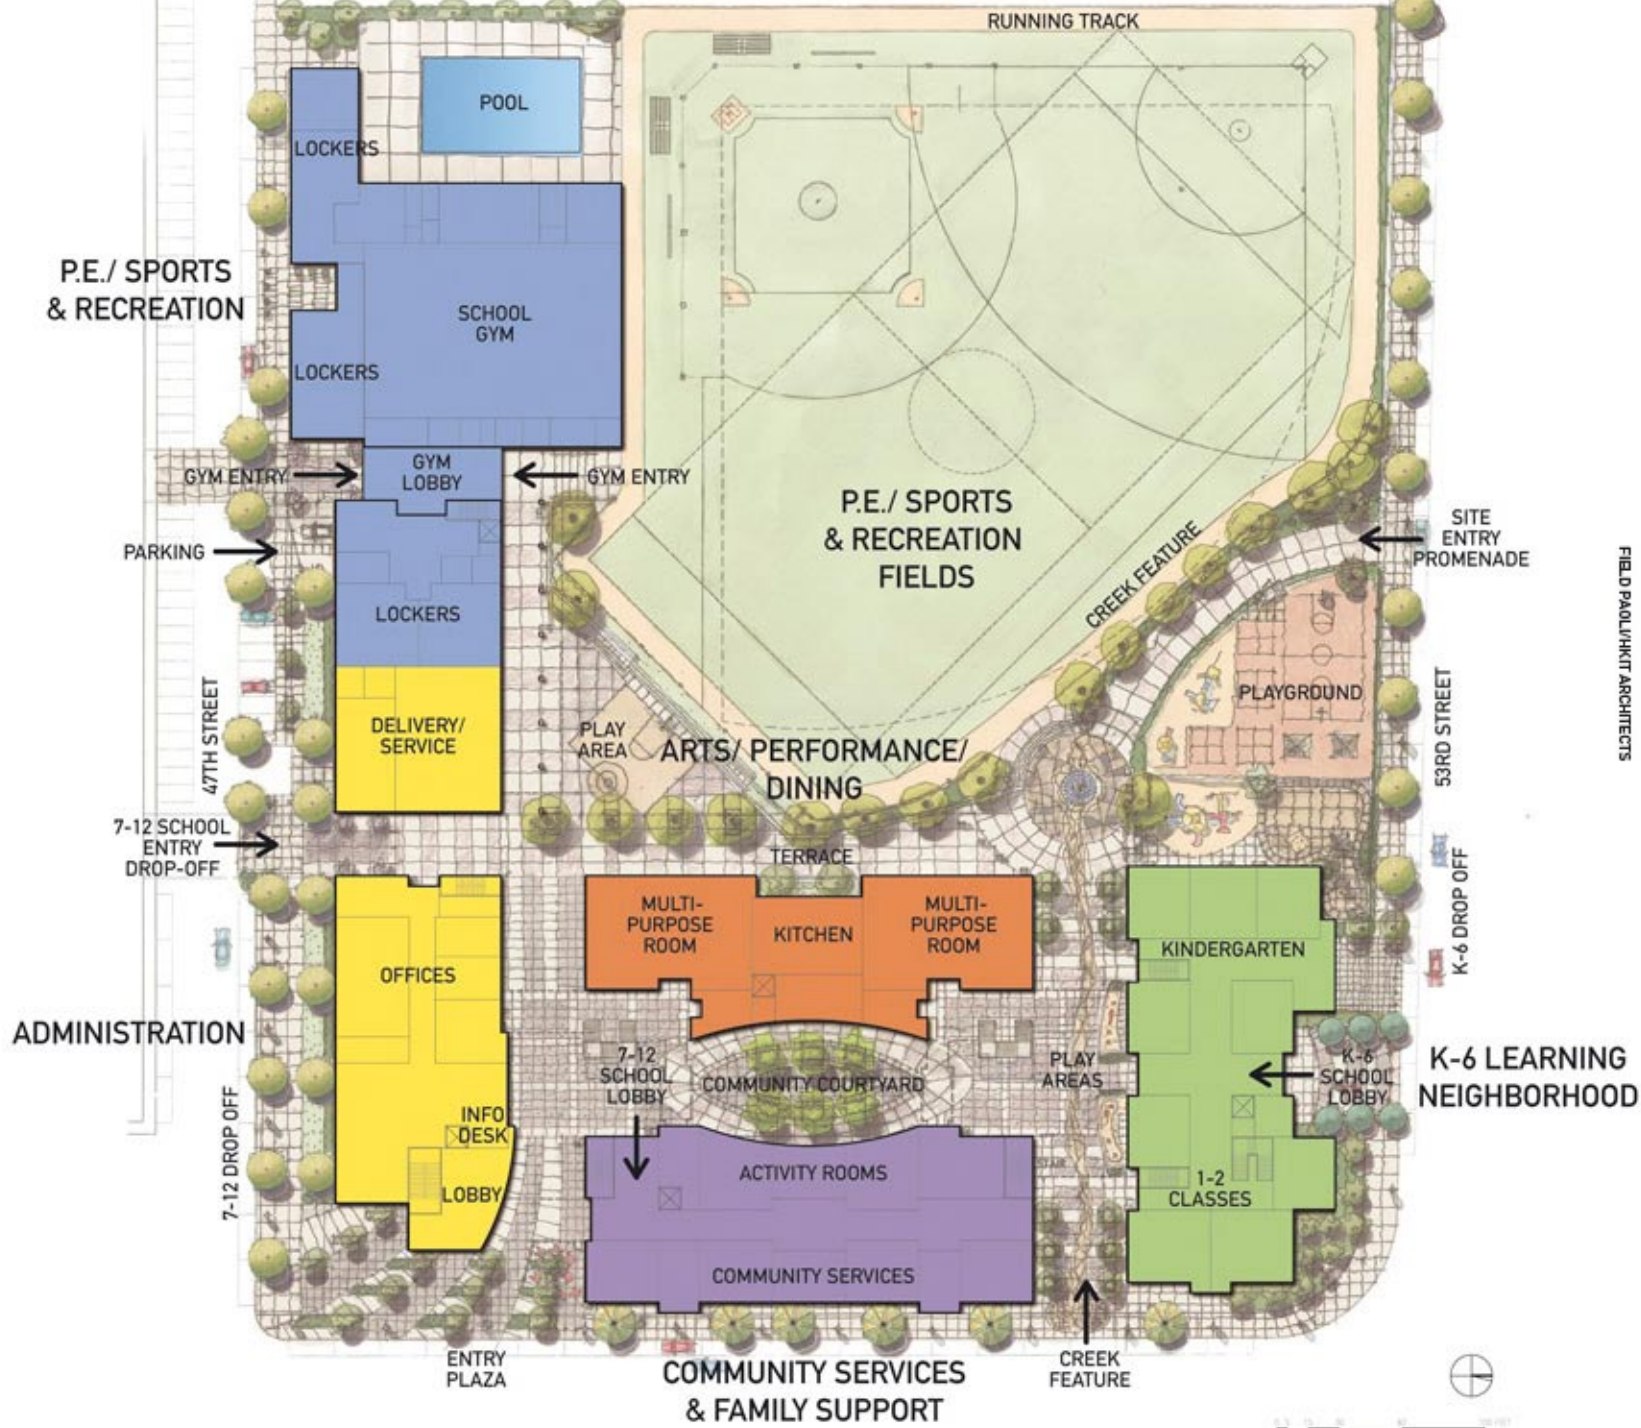 RUNNING TRACK
POOL
LOCKERS
P.E./ SPORTS
& RECREATION
SCHOOL
GYM
LOCKERS
GYM ENTRY
GYM
LOBBY
GYM ENTRY
P.E./ SPORTS
& RECREATION
FIELDS
SITE
ENTRY
PROMENADE
PARKING
CREEK FEATURE
FIELD PAOLI/HKIT ARCHITECTS
LOCKERS
47TH STREET
DELIVERY/
SERVICE
PLAY
AREA
ARTS/ PERFORMANCE/
DINING
PLAYGROUND
53RD STREET
7-12 SCHOOL
ENTRY
DROP-OFF
TERRACE
MULTI-
PURPOSE
ROOM
KITCHEN
MULTI-
PURPOSE
ROOM
KINDERGARTEN
K-6 DROP OFF
OFFICES
ADMINISTRATION
7-12
SCHOOL
LOBBY
COMMUNITY COURTYARD
PLAY
AREAS
K-6
SCHOOL
LOBBY
K-6 LEARNING
NEIGHBORHOOD
7-12 DROP OFF
INFO
DESK
LOBBY
ACTIVITY ROOMS
1-2
CLASSES
COMMUNITY SERVICES
ENTRY
PLAZA
COMMUNITY SERVICES
& FAMILY SUPPORT
CREEK
FEATURE